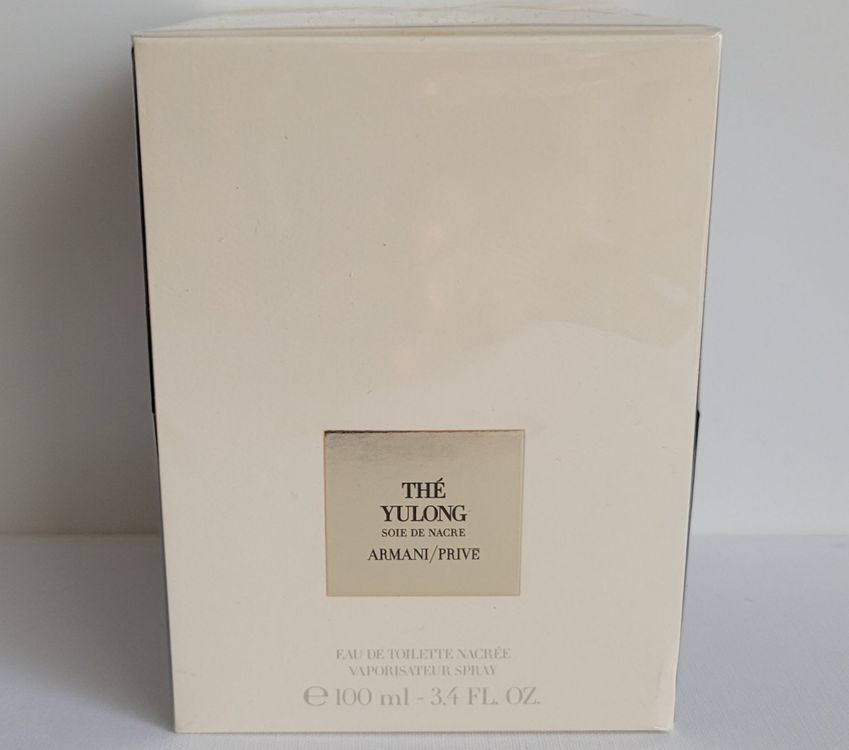 THÉ
YULONG
SOIE DE NACRE
ARMANI/PRIVE
EAU DE TOILETTE NACRÉE
VAPORISATEUR SPRAY
℮ 100 ml - 3.4 FL. OZ.